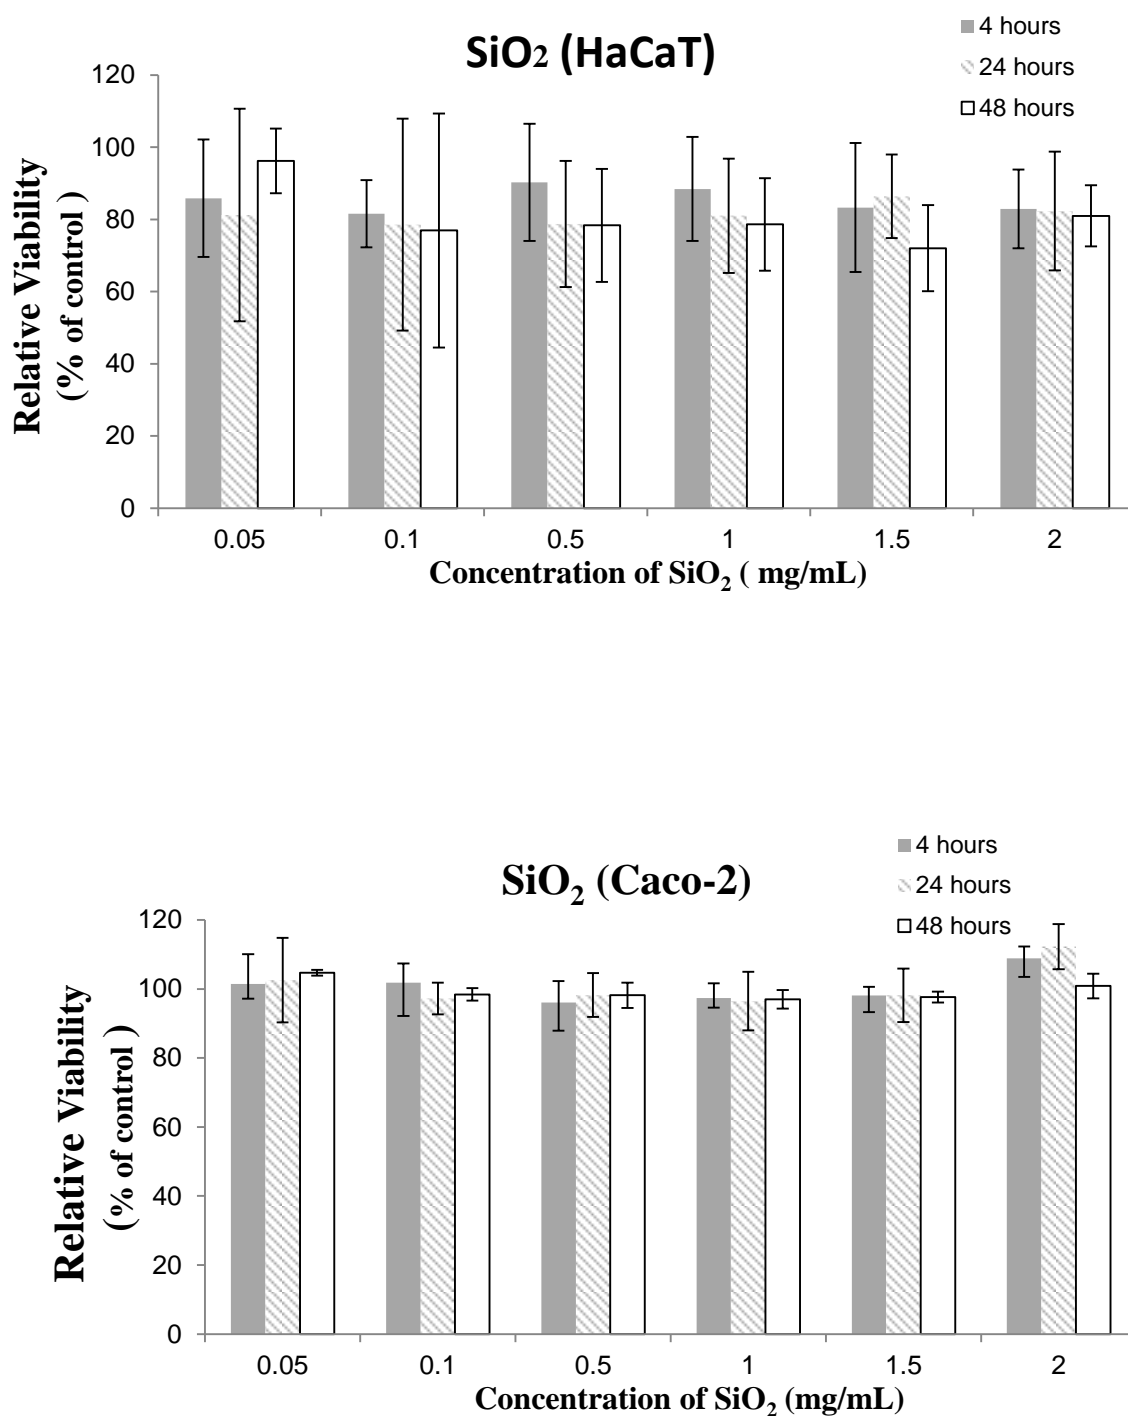 4 hours
SiO2 (HaCaT)
24 hours
48 hours
120
100
80
60
40
20
0
Relative Viability
(% of control )
0.05 0.1 0.5 1 1.5 2
Concentration of SiO2 ( mg/mL)
4 hours
SiO2 (Caco-2)
24 hours
48 hours
120
100
80
60
40
20
0
Relative Viability
(% of control )
0.05 0.1 0.5 1 1.5 2
Concentration of SiO2 (mg/mL)